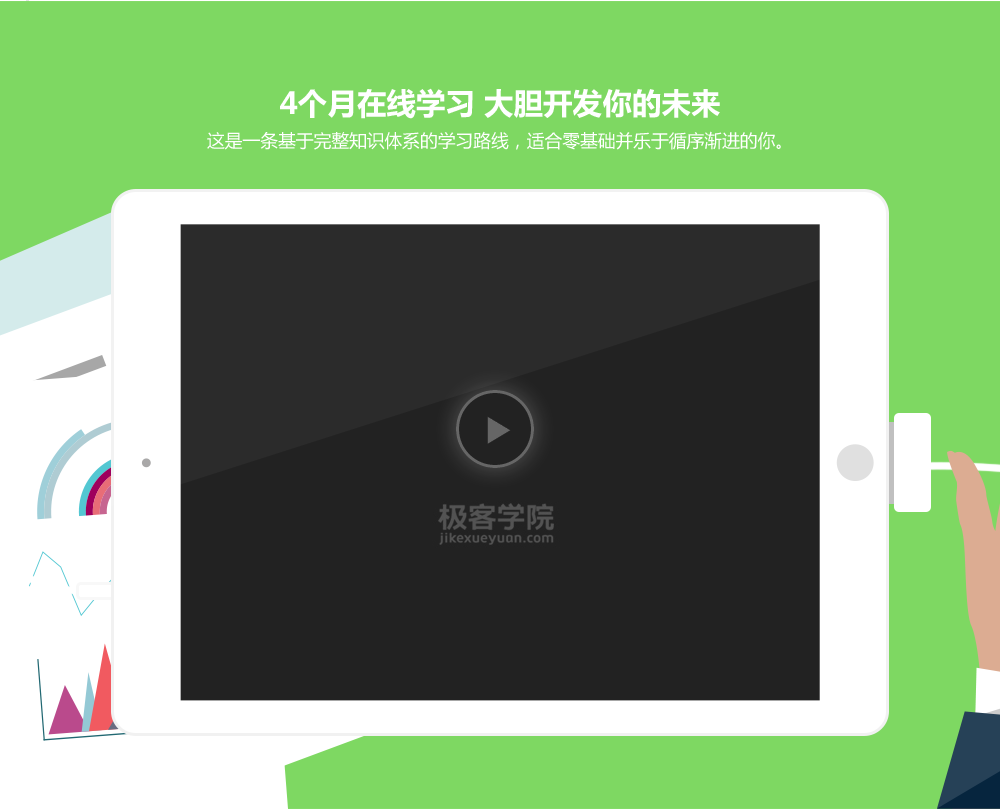 4个月在线学习 大胆开发你的未来
这是一条基于完整知识体系的学习路线，适合零基础并乐于循序渐进的你。
极客学院
jikexueyuan.com